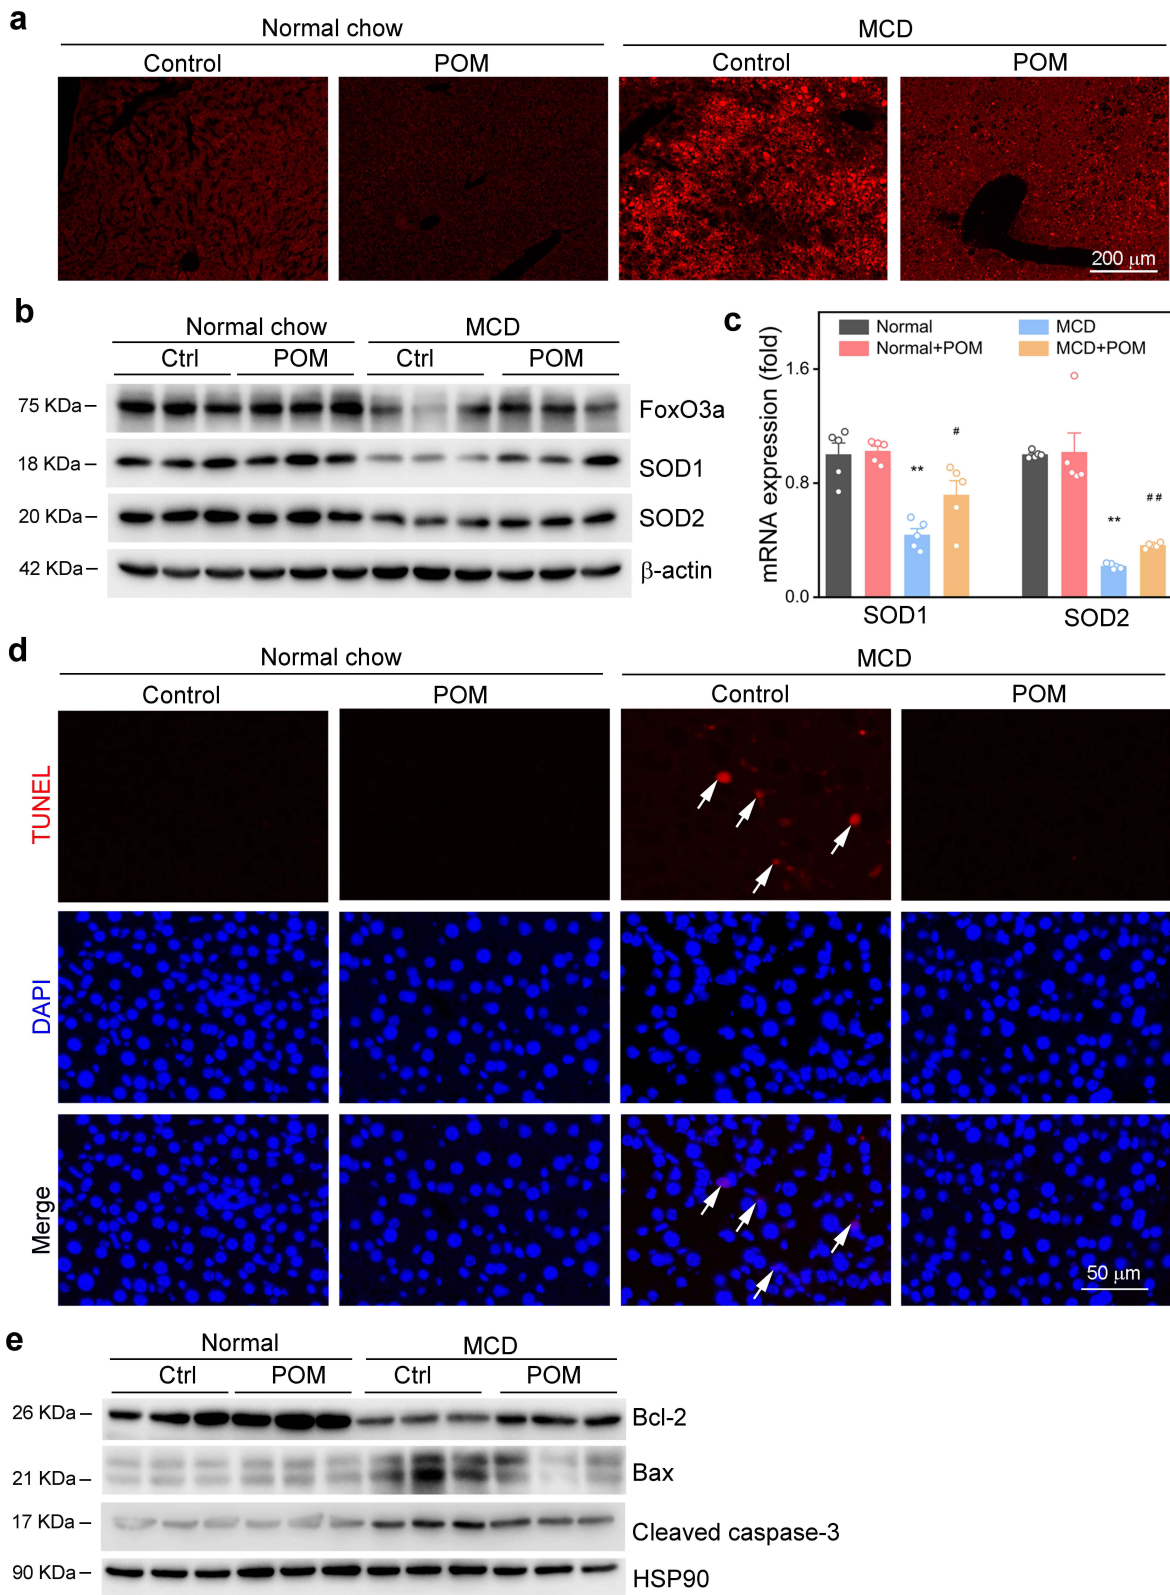 a
Normal chow
MCD
Control
POM
Control
POM
200 μm
b
Normal chow
MCD
Ctrl
POM
Ctrl
POM
75 KDa
FoxO3a
18 KDa
SOD1
20 KDa
SOD2
42 KDa
β-actin
c
mRNA expression (fold)
Normal
MCD
Normal+POM
MCD+POM
1.6
0.8
0.0
**
#
**
##
SOD1
SOD2
d
Normal chow
MCD
Control
POM
Control
POM
TUNEL
DAPI
Merge
50 μm
e
Normal
MCD
Ctrl
POM
Ctrl
POM
26 KDa
Bcl-2
21 KDa
Bax
17 KDa
Cleaved caspase-3
90 KDa
HSP90